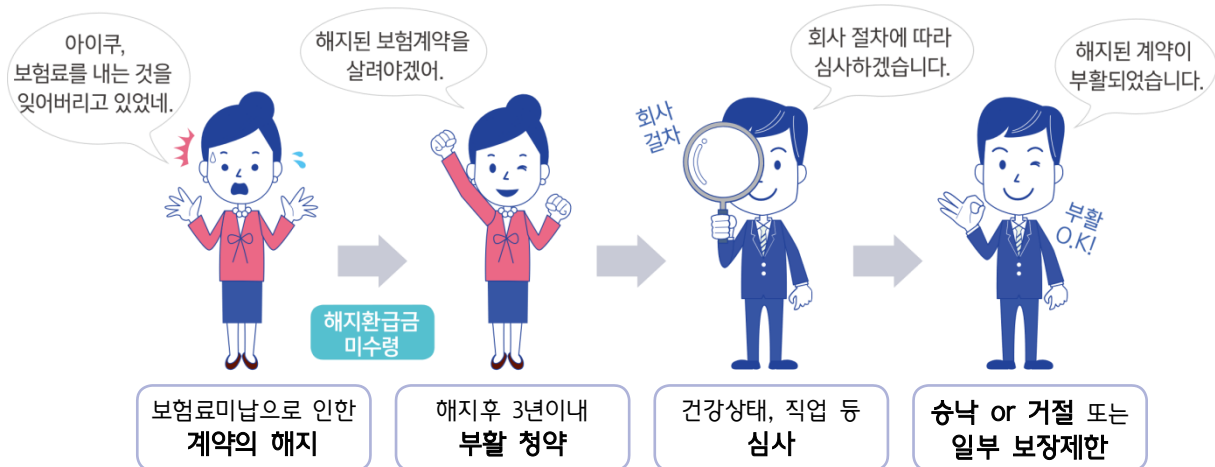 아이쿠,
보험료를 내는 것을
잊어버리고 있었네.
해지된 보험계약을
살려야겠어.
회사 절차에 따라
심사하겠습니다.
해지된 계약이
부활되었습니다.
회사
걸차
부활
O.K!
해지환급금
미수령
보험료미납으로 인한
계약의 해지
해지후 3년이내
부활 청약
건강상태, 직업 등
심사
승낙 or 거절 또는
일부 보장제한